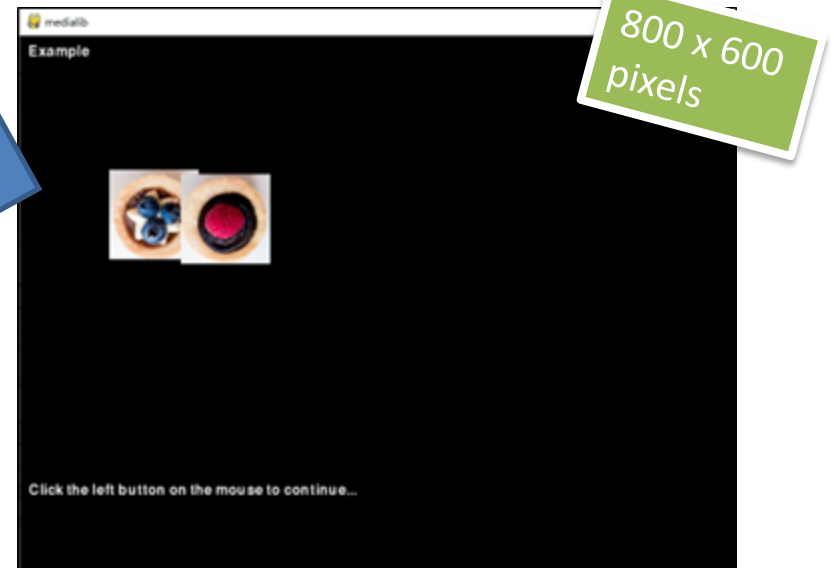 medialib
Example
800 x 600
pixels
Click the left button on the mouse to continue...